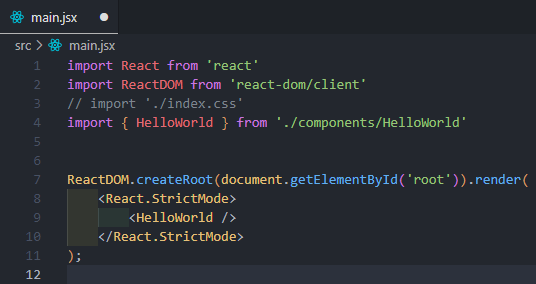 main.jsx
src > main.jsx
1 import React from 'react'
2 import ReactDOM from 'react-dom/client'
3 // import './index.css'
4 import { HelloWorld } from './components/HelloWorld'
5
6
7 ReactDOM.createRoot(document.getElementById('root')).render(
8     <React.StrictMode>
9         <HelloWorld />
10     </React.StrictMode>
11 );
12